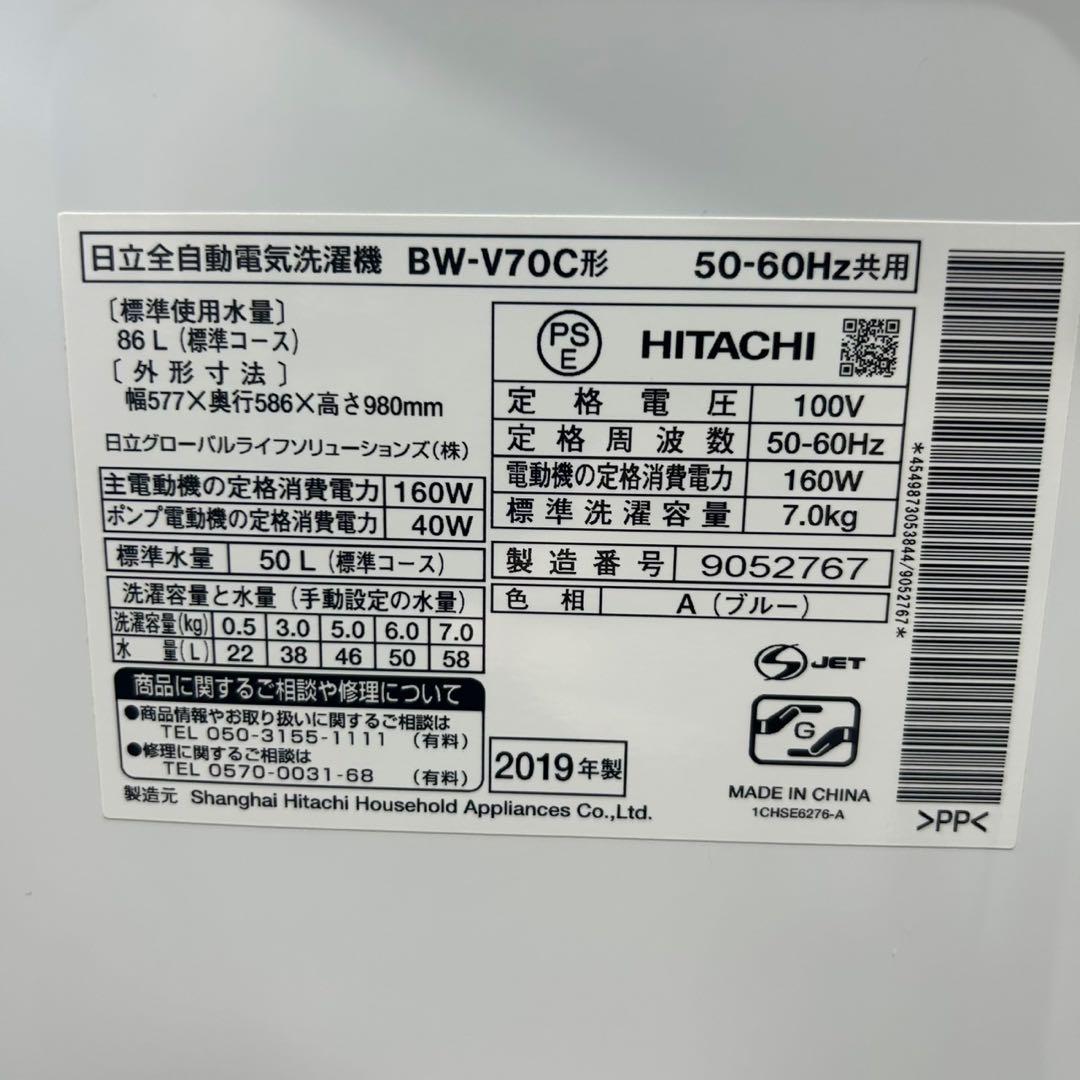 日立全自動電気洗濯機 BW-V70C形 50-60Hz共用
〔標準使用水量〕
86L(標準コース)
〔外形寸法〕
幅577×奥行586×高さ980mm
日立グローバルライフソリューションズ(株)
主電動機の定格消費電力 160W
ポンプ電動機の定格消費電力 40W
標準水量 50L(標準コース)
洗濯容量と水量(手動設定の水量)
洗濯容量(kg) 0.5 3.0 5.0 6.0 7.0
水量(L) 22 38 46 50 58
商品に関するご相談や修理について
●商品情報やお取り扱いに関するご相談は
TEL 050-3155-1111 (有料)
●修理に関するご相談は
TEL 0570-0031-68 (有料)
製造元 Shanghai Hitachi Household Appliances Co.,Ltd.
PS
E
HITACHI
定格電圧 100V
定格周波数 50-60Hz
電動機の定格消費電力 160W
標準洗濯容量 7.0kg
製造番号 9052767
色相 A(ブルー)
S JET
G
2019年製
MADE IN CHINA
1CHSE6276-A
*4549873053844/9052767*
>PP<